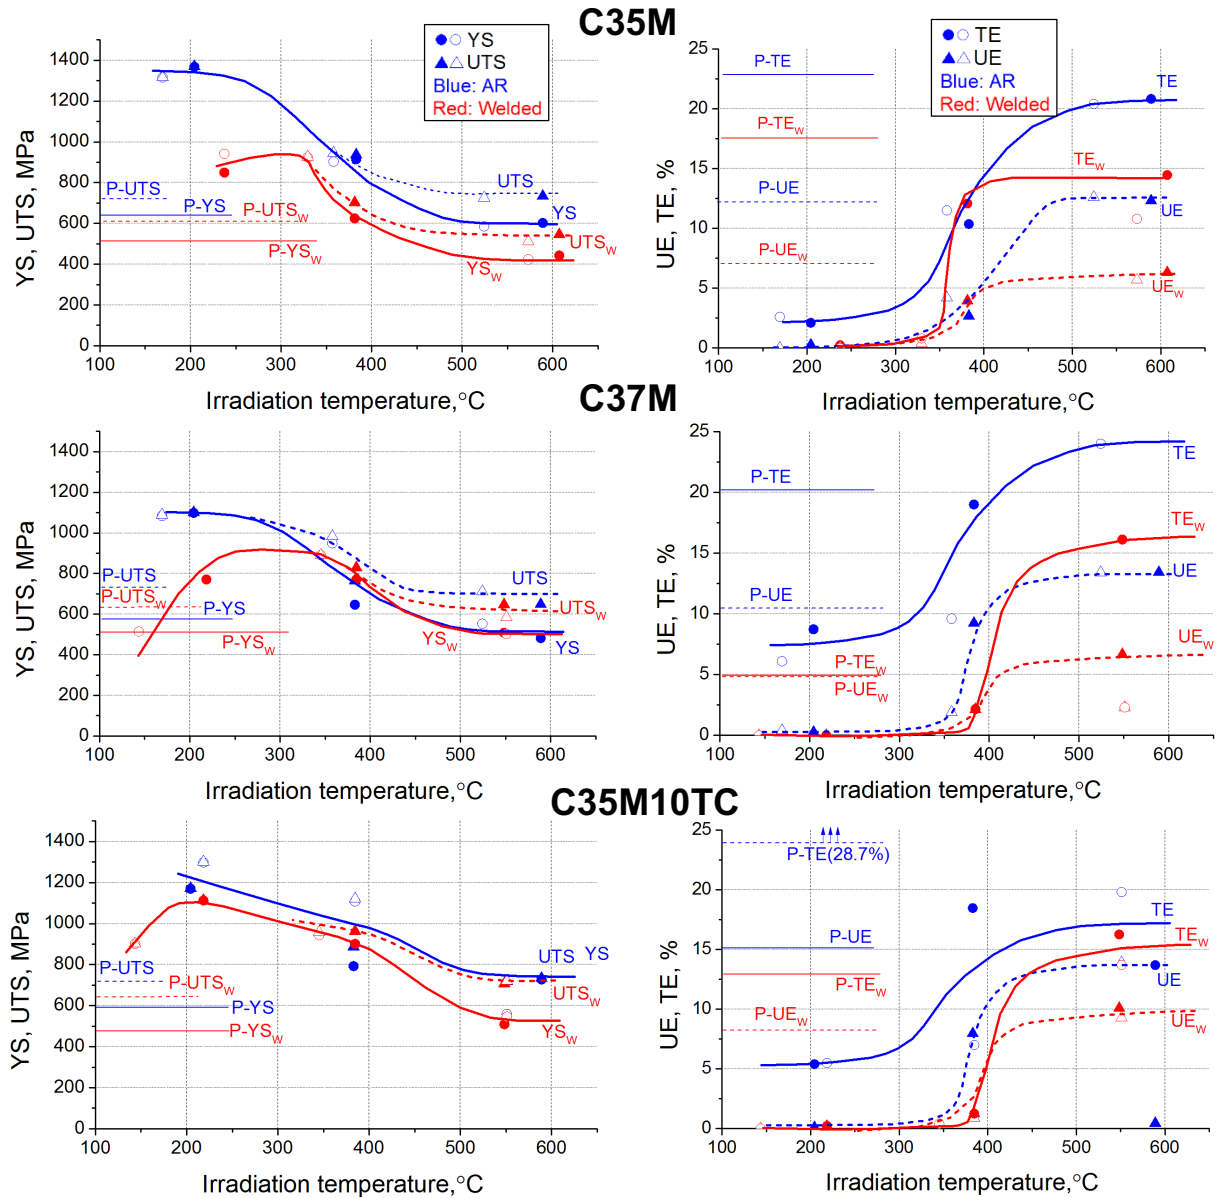 C35M
YS
UTS
Blue: AR
Red: Welded
1400
1200
1000
800
600
400
200
0
YS, UTS, MPa
P-UTS
P-YS
P-UTSW
P-YSW
UTS
YS
UTSW
YSW
100 200 300 400 500 600
Irradiation temperature,°C
TE
UE
Blue: AR
Red: Welded
25
20
15
10
5
0
UE, TE, %
P-TE
P-TEW
P-UE
P-UEW
TE
TEW
UE
UEW
100 200 300 400 500 600
Irradiation temperature,°C
C37M
1400
1200
1000
800
600
400
200
0
YS, UTS, MPa
P-UTS
P-UTSW
P-YS
P-YSW
UTS
UTSW
YSW
YS
100 200 300 400 500 600
Irradiation temperature,°C
25
20
15
10
5
0
UE, TE, %
P-TE
P-UE
P-TEW
P-UEW
TE
TEW
UE
UEW
100 200 300 400 500 600
Irradiation temperature,°C
C35M10TC
1400
1200
1000
800
600
400
200
0
YS, UTS, MPa
P-UTS
P-UTSW
P-YS
P-YSW
UTS YS
UTSW
YSW
100 200 300 400 500 600
Irradiation temperature,°C
25
20
15
10
5
0
UE, TE, %
P-TE(28.7%)
P-UE
P-TEW
P-UEW
TE
TEW
UE
UEW
100 200 300 400 500 600
Irradiation temperature,°C